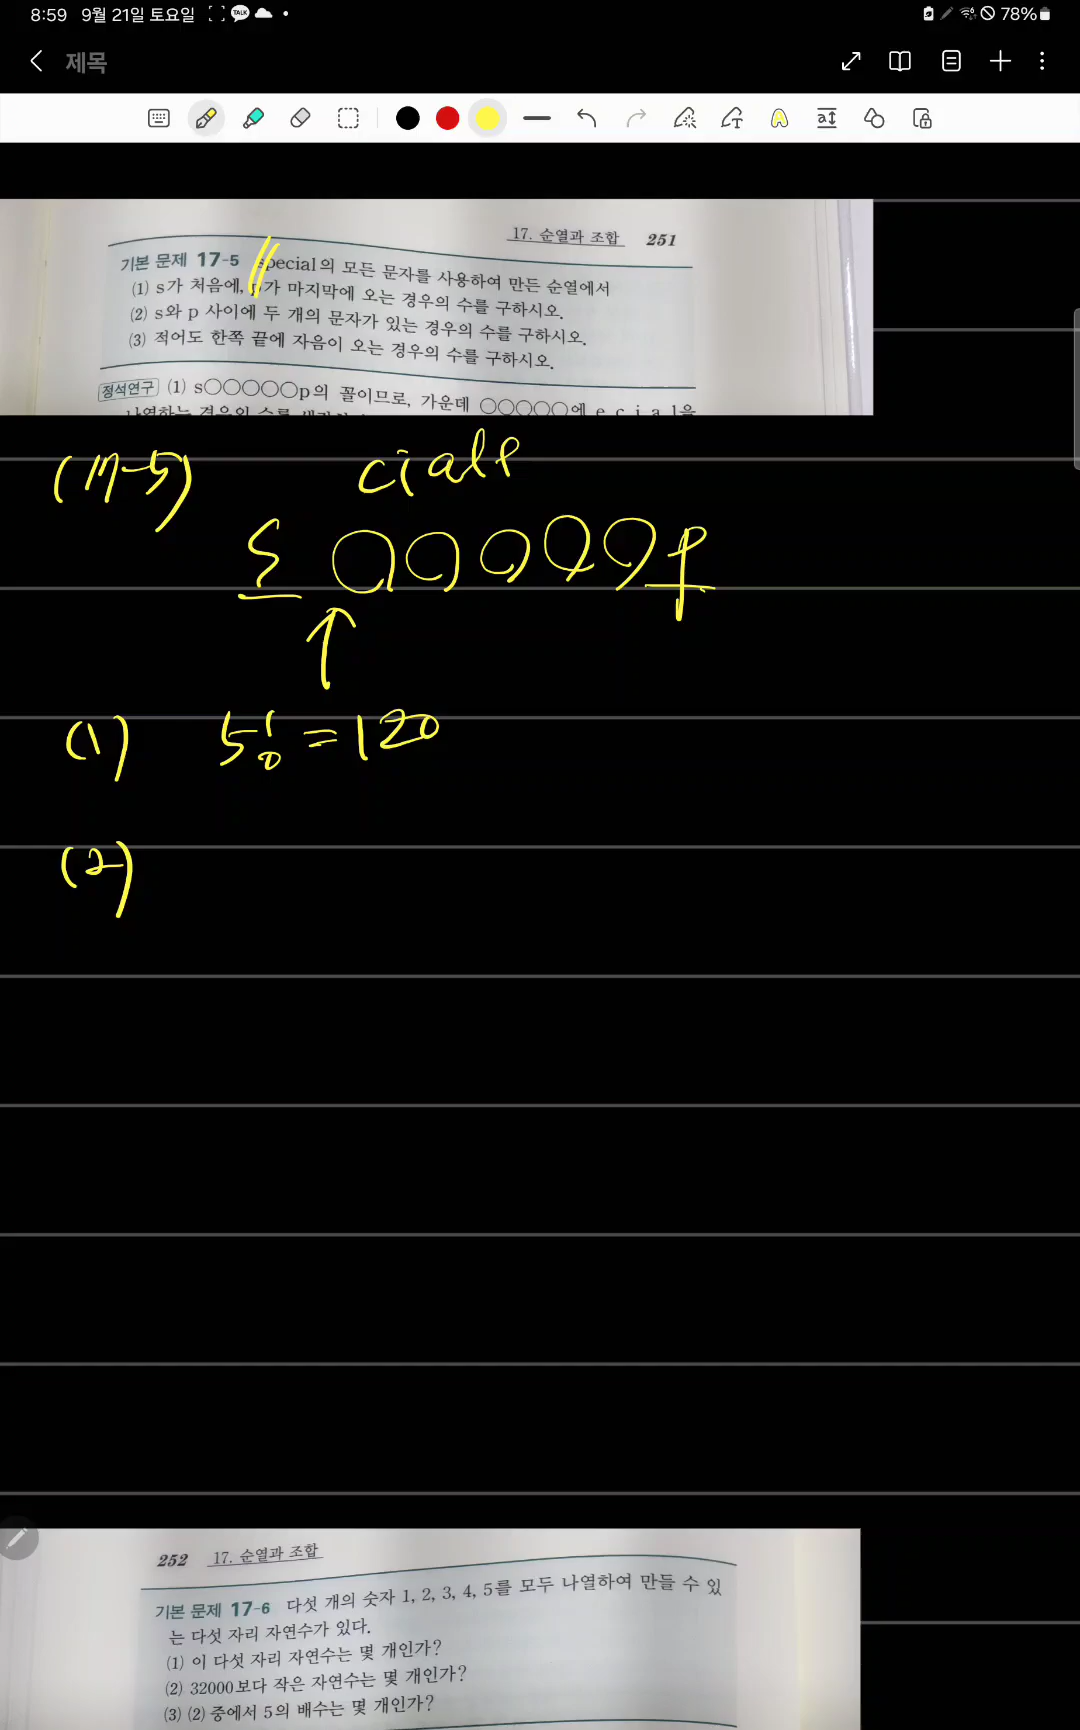 8:59 9월 21일 토요일 TALK 78%
제목
17. 순열과 조합 251
기본 문제 17-5 special의 모든 문자를 사용하여 만든 순열에서
(1) s가 처음에, p가 마지막에 오는 경우의 수를 구하시오.
(2) s와 p 사이에 두 개의 문자가 있는 경우의 수를 구하시오.
(3) 적어도 한쪽 끝에 자음이 오는 경우의 수를 구하시오.
정석연구 (1) s○○○○○p의 꼴이므로, 가운데 ○○○○○에 e, c, i, a, l을
(17-5)
cial
s ○○○○○ p
(1) 5! = 120
(2)
252 17. 순열과 조합
기본 문제 17-6 다섯 개의 숫자 1, 2, 3, 4, 5를 모두 나열하여 만들 수 있
는 다섯 자리 자연수가 있다.
(1) 이 다섯 자리 자연수는 몇 개인가?
(2) 32000보다 작은 자연수는 몇 개인가?
(3) (2) 중에서 5의 배수는 몇 개인가?